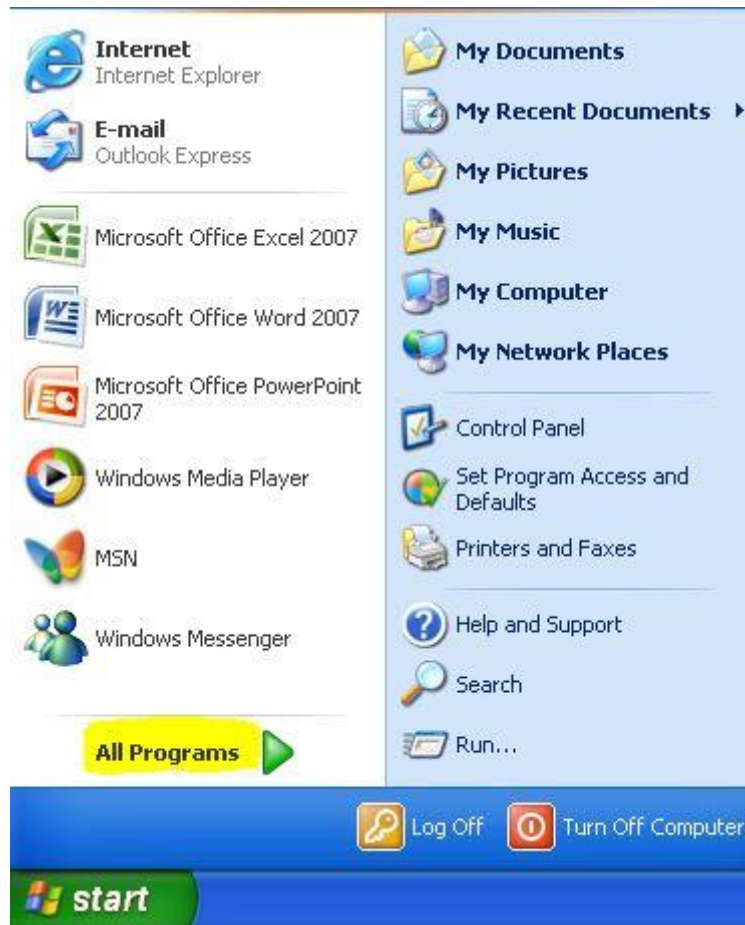 Internet
Internet Explorer
E-mail
Outlook Express
Microsoft Office Excel 2007
Microsoft Office Word 2007
Microsoft Office PowerPoint
2007
Windows Media Player
MSN
Windows Messenger
All Programs
My Documents
My Recent Documents
My Pictures
My Music
My Computer
My Network Places
Control Panel
Set Program Access and
Defaults
Printers and Faxes
Help and Support
Search
Run...
Log Off
Turn Off Computer
start